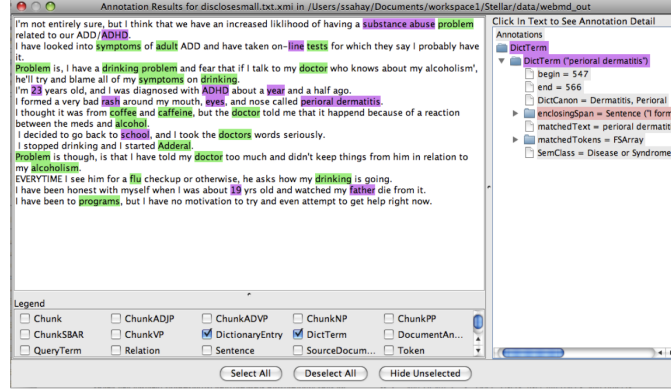 Annotation Results for disclosesmall.txt.xmi in /Users/ssahay/Documents/workspace1/Stellar/data/webmd_out
I'm not entirely sure, but I think that we have an increased liklihood of having a substance abuse problem
related to our ADD/ADHD.
I have looked into symptoms of adult ADD and have taken on-line tests for which they say I probably have
it.
Problem is, I have a drinking problem and fear that if I talk to my doctor who knows about my alcoholism',
he'll try and blame all of my symptoms on drinking.
I'm 23 years old, and I was diagnosed with ADHD about a year and a half ago.
I formed a very bad rash around my mouth, eyes, and nose called perioral dermatitis.
I thought it was from coffee and caffeine, but the doctor told me that it happend because of a reaction
between the meds and alcohol.
I decided to go back to school, and I took the doctors words seriously.
I stopped drinking and I started Adderal.
Problem is though, is that I have told my doctor too much and didn't keep things from him in relation to
my alcoholism.
EVERYTIME I see him for a flu checkup or otherwise, he asks how my drinking is going.
I have been honest with myself when I was about 19 yrs old and watched my father die from it.
I have been to programs, but I have no motivation to try and even attempt to get help right now.
Click In Text to See Annotation Detail
Annotations
DictTerm
DictTerm ("perioral dermatitis")
begin = 547
end = 566
DictCanon = Dermatitis, Perioral
enclosingSpan = Sentence ("I form
matchedText = perioral dermatit
matchedTokens = FSArray
SemClass = Disease or Syndrome
Legend
Chunk ChunkADJP ChunkADVP ChunkNP ChunkPP
ChunkSBAR ChunkVP DictionaryEntry DictTerm DocumentAn...
QueryTerm Relation Sentence SourceDocum... Token
Select All Deselect All Hide Unselected